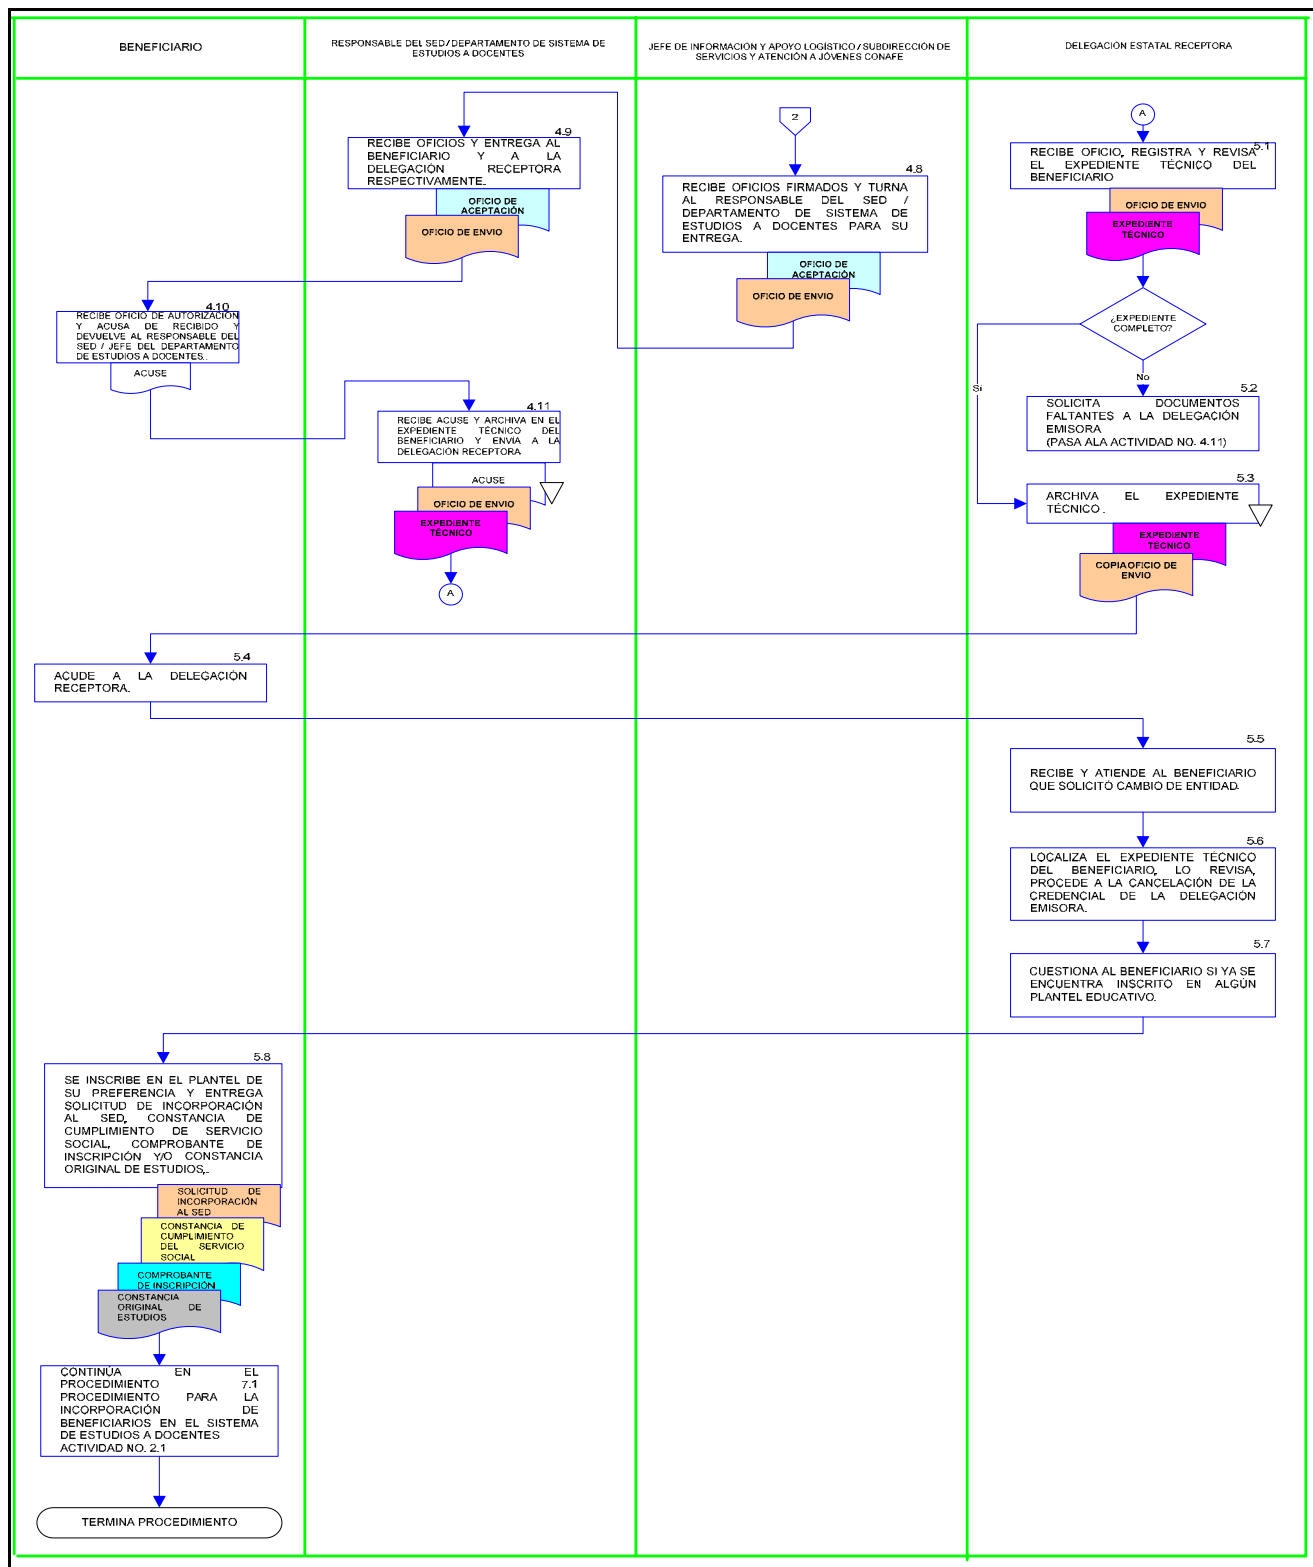 BENEFICIARIO
RESPONSABLE DEL SED / DEPARTAMENTO DE SISTEMA DE
ESTUDIOS A DOCENTES
JEFE DE INFORMACIÓN Y APOYO LOGÍSTICO / SUBDIRECCIÓN DE
SERVICIOS Y ATENCIÓN A JÓVENES CONAFE
DELEGACIÓN ESTATAL RECEPTORA
2
4.8
RECIBE OFICIOS FIRMADOS Y TURNA
AL RESPONSABLE DEL SED /
DEPARTAMENTO DE SISTEMA DE
ESTUDIOS A DOCENTES PARA SU
ENTREGA.
OFICIO DE
ACEPTACIÓN
OFICIO DE ENVIO
4.9
RECIBE OFICIOS Y ENTREGA AL
BENEFICIARIO Y A LA
DELEGACIÓN RECEPTORA
RESPECTIVAMENTE.
OFICIO DE
ACEPTACIÓN
OFICIO DE ENVIO
4.10
RECIBE OFICIO DE AUTORIZACIÓN
Y ACUSA DE RECIBIDO Y
DEVUELVE AL RESPONSABLE DEL
SED / JEFE DEL DEPARTAMENTO
DE ESTUDIOS A DOCENTES..
ACUSE
4.11
RECIBE ACUSE Y ARCHIVA EN EL
EXPEDIENTE TÉCNICO DEL
BENEFICIARIO Y ENVÍA A LA
DELEGACION RECEPTORA
ACUSE
OFICIO DE ENVIO
EXPEDIENTE
TÉCNICO
A
A
5.1
RECIBE OFICIO, REGISTRA Y REVISA
EL EXPEDIENTE TÉCNICO DEL
BENEFICIARIO
OFICIO DE ENVIO
EXPEDIENTE
TÉCNICO
¿EXPEDIENTE
COMPLETO?
Sí
No
5.2
SOLICITA DOCUMENTOS
FALTANTES A LA DELEGACIÓN
EMISORA
(PASA ALA ACTIVIDAD NO. 4.11)
5.3
ARCHIVA EL EXPEDIENTE
TÉCNICO .
EXPEDIENTE
TÉCNICO
COPIA OFICIO DE
ENVIO
5.4
ACUDE A LA DELEGACIÓN
RECEPTORA.
5.5
RECIBE Y ATIENDE AL BENEFICIARIO
QUE SOLICITÓ CAMBIO DE ENTIDAD.
5.6
LOCALIZA EL EXPEDIENTE TÉCNICO
DEL BENEFICIARIO, LO REVISA,
PROCEDE A LA CANCELACIÓN DE LA
CREDENCIAL DE LA DELEGACIÓN
EMISORA.
5.7
CUESTIONA AL BENEFICIARIO SI YA SE
ENCUENTRA INSCRITO EN ALGÚN
PLANTEL EDUCATIVO.
5.8
SE INSCRIBE EN EL PLANTEL DE
SU PREFERENCIA Y ENTREGA
SOLICITUD DE INCORPORACIÓN
AL SED, CONSTANCIA DE
CUMPLIMIENTO DE SERVICIO
SOCIAL, COMPROBANTE DE
INSCRIPCIÓN Y/O CONSTANCIA
ORIGINAL DE ESTUDIOS,.
SOLICITUD DE
INCORPORACIÓN
AL SED
CONSTANCIA DE
CUMPLIMIENTO
DEL SERVICIO
SOCIAL
COMPROBANTE
DE INSCRIPCIÓN
CONSTANCIA
ORIGINAL DE
ESTUDIOS
CONTINÚA EN EL
PROCEDIMIENTO 7.1
PROCEDIMIENTO PARA LA
INCORPORACIÓN DE
BENEFICIARIOS EN EL SISTEMA
DE ESTUDIOS A DOCENTES
ACTIVIDAD NO. 2.1
TERMINA PROCEDIMIENTO